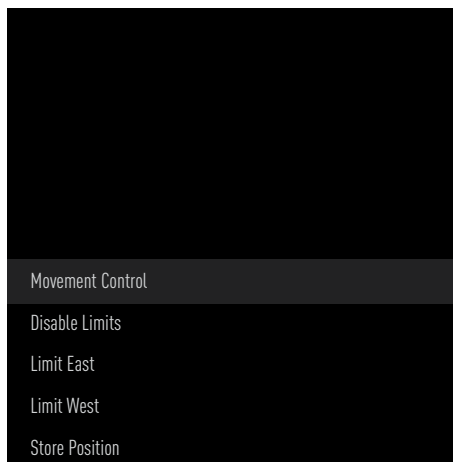 Movement Control
Disable Limits
Limit East
Limit West
Store Position